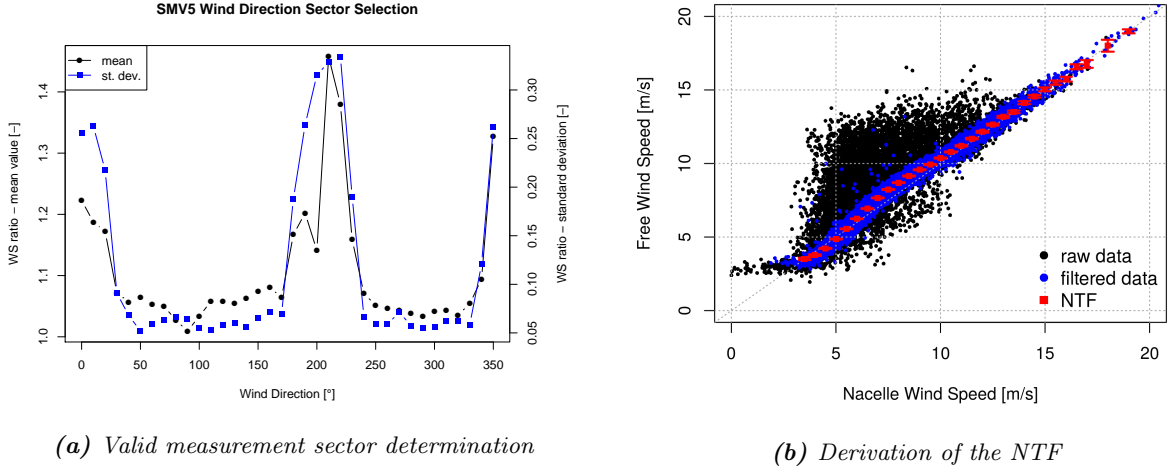 SMV5 Wind Direction Sector Selection
mean
st. dev.
WS ratio – mean value [–]
1.0
1.1
1.2
1.3
1.4
WS ratio – standard deviation [–]
0.05
0.10
0.15
0.20
0.25
0.30
0 50 100 150 200 250 300 350
Wind Direction [°]
(a) Valid measurement sector determination
Free Wind Speed [m/s]
20
15
10
5
0
raw data
filtered data
NTF
0 5 10 15 20
Nacelle Wind Speed [m/s]
(b) Derivation of the NTF